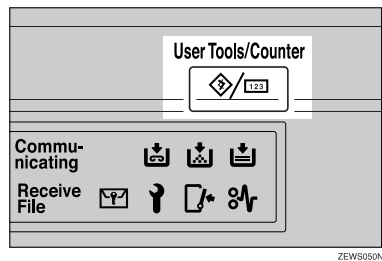 User Tools/Counter
123
Commu-
nicating
Receive
File
ZEWS050N